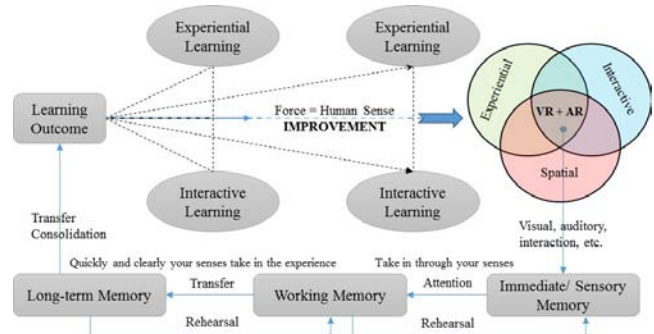 Experiential
Learning
Experiential
Learning
Experiential
Interactive
VR + AR
Spatial
Learning
Outcome
Force = Human Sense
IMPROVEMENT
Interactive
Learning
Interactive
Learning
Transfer
Consolidation
Visual, auditory,
interaction, etc.
Quickly and clearly your senses take in the experience
Take in through your senses
Long-term Memory
Transfer
Working Memory
Attention
Immediate/ Sensory
Memory
Rehearsal
Rehearsal